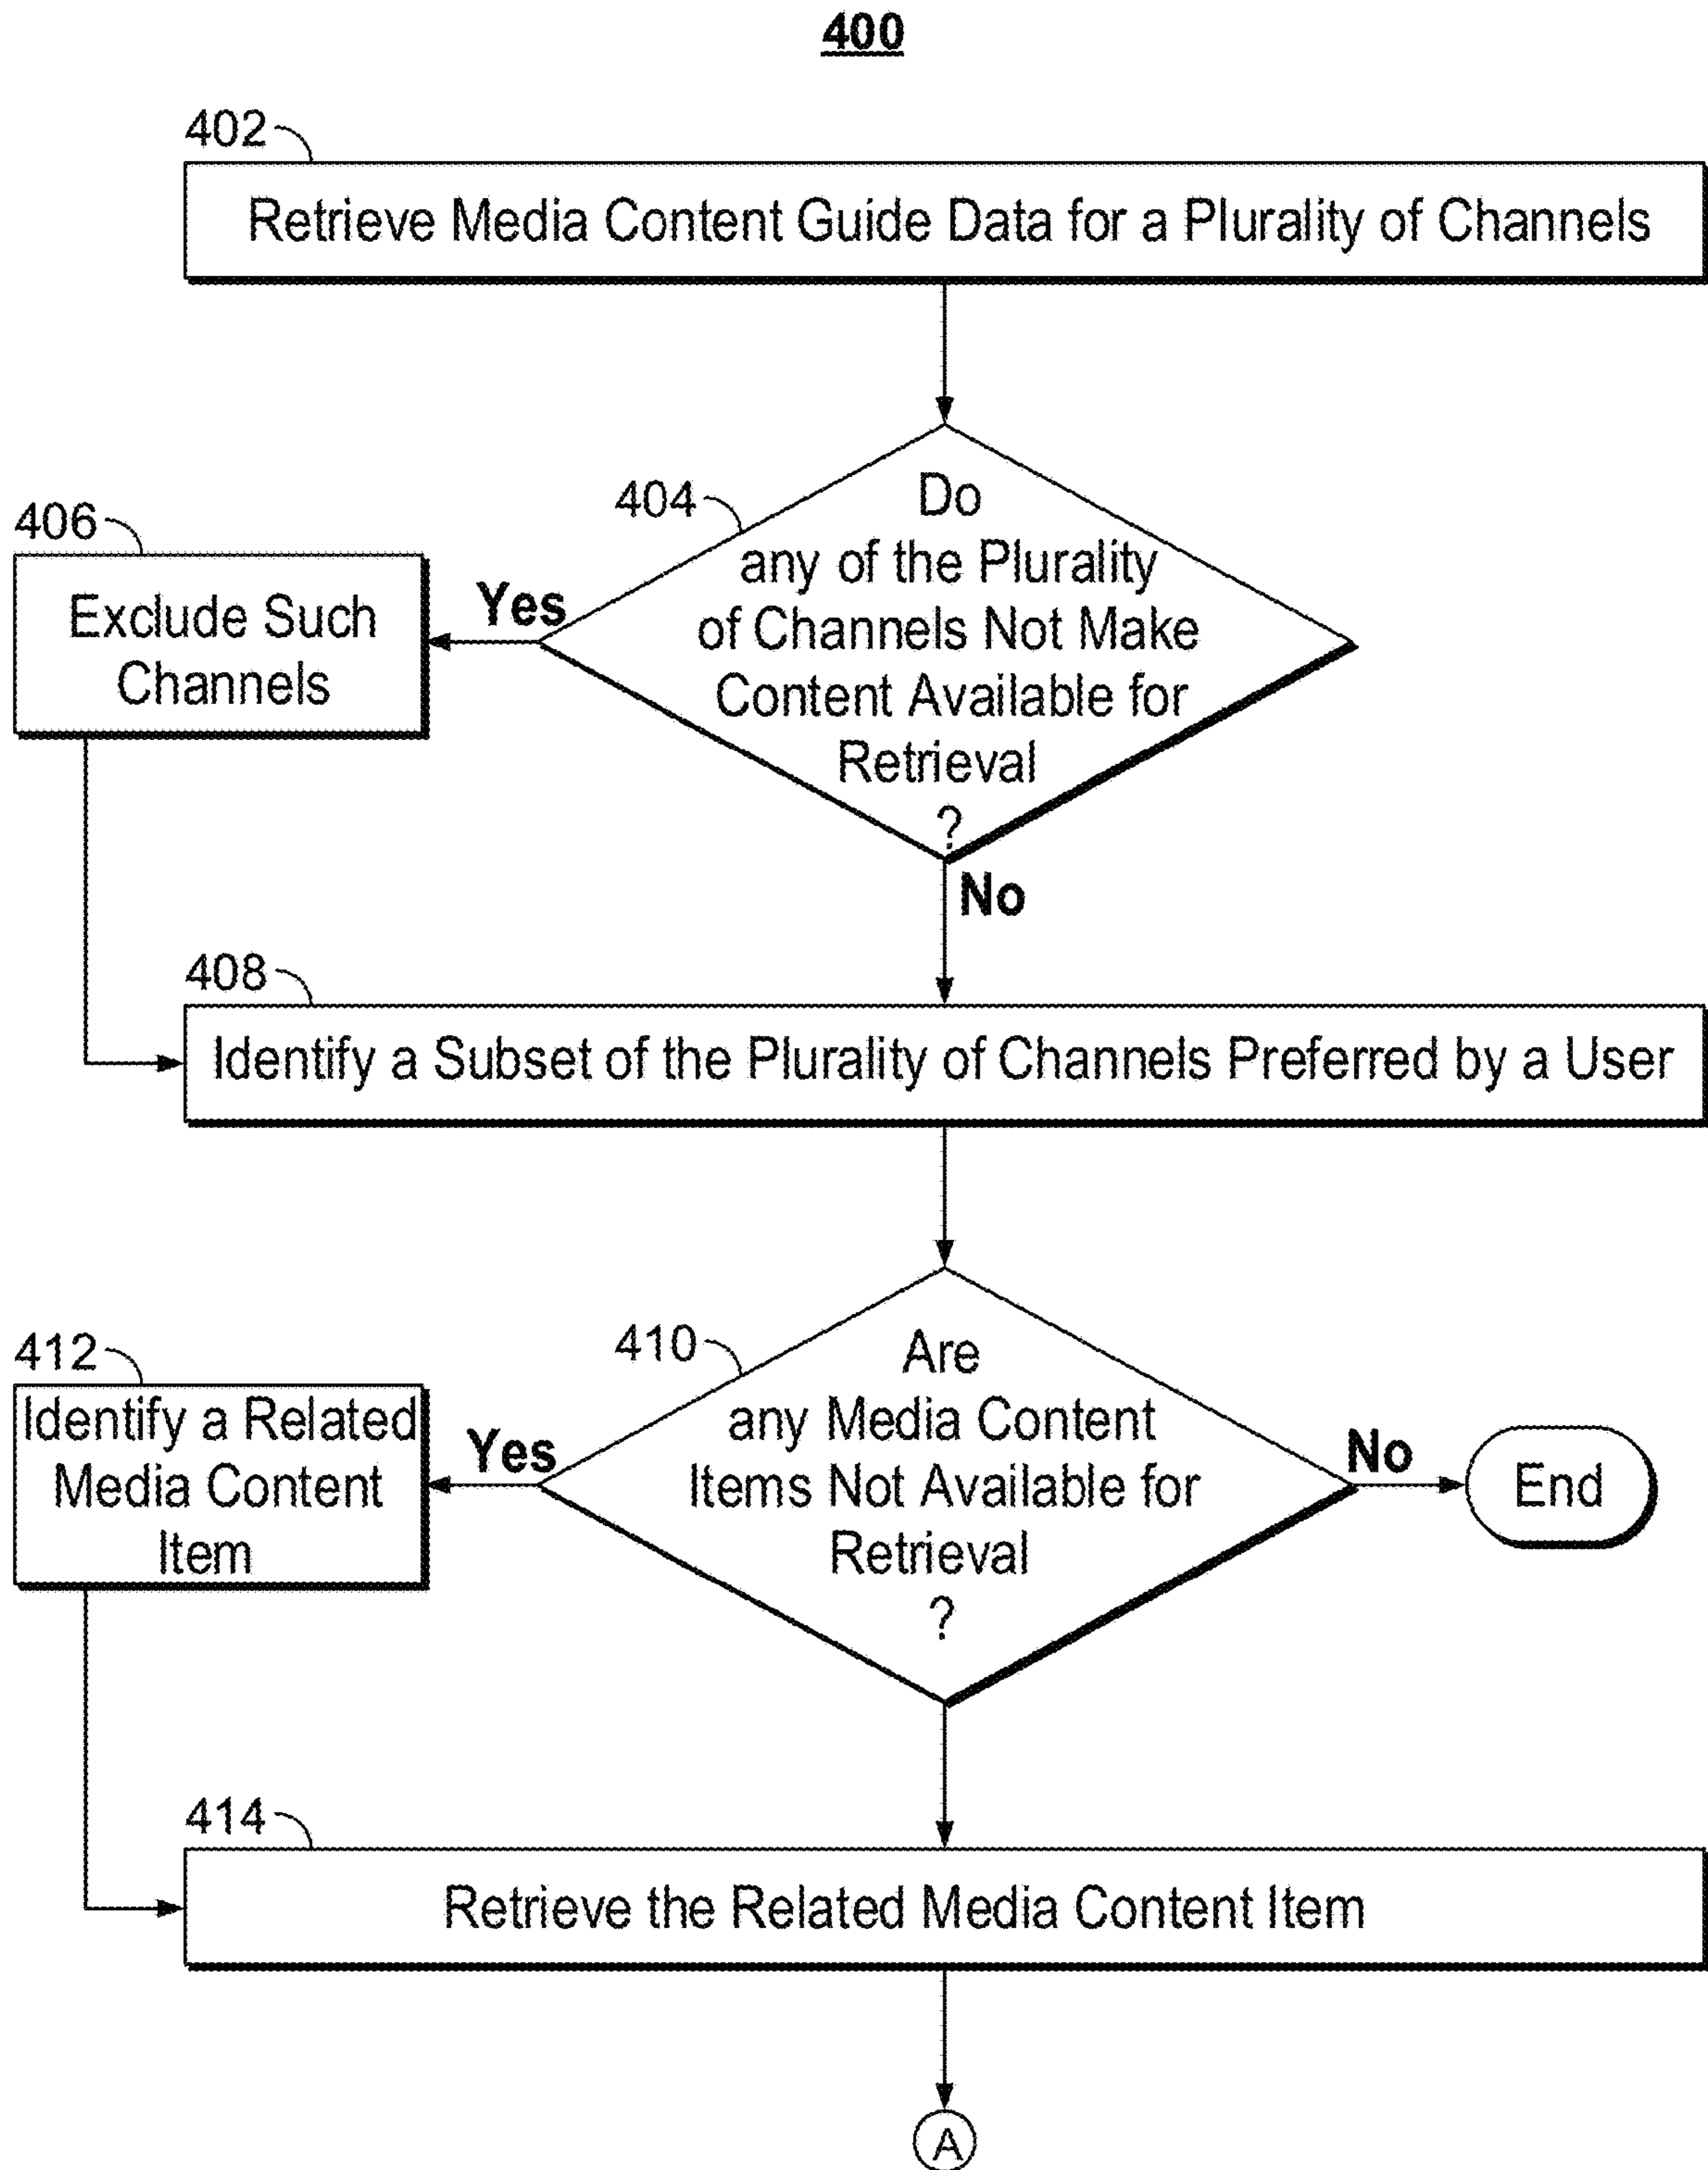 400
402
Retrieve Media Content Guide Data for a Plurality of Channels
404
Do
any of the Plurality
of Channels Not Make
Content Available for
Retrieval
?
Yes
No
406
Exclude Such
Channels
408
Identify a Subset of the Plurality of Channels Preferred by a User
410
Are
any Media Content
Items Not Available for
Retrieval
?
Yes
No
End
412
Identify a Related
Media Content
Item
414
Retrieve the Related Media Content Item
A